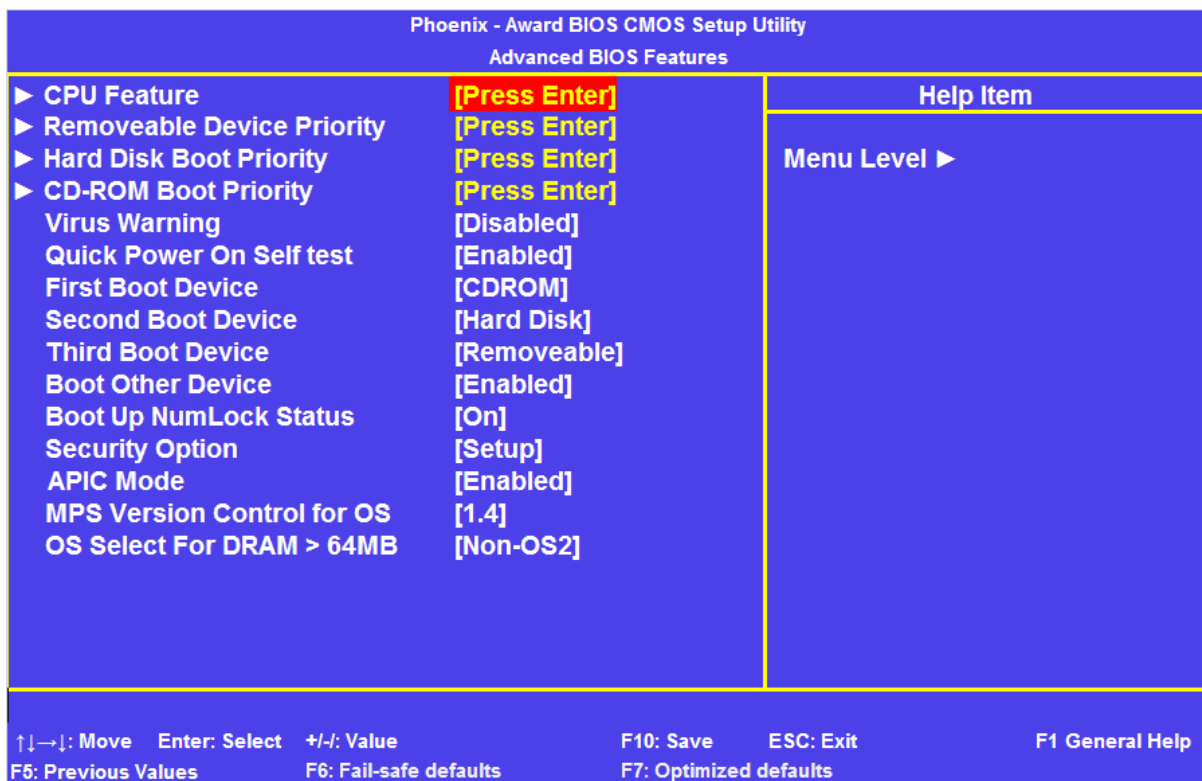 Phoenix - Award BIOS CMOS Setup Utility
Advanced BIOS Features
► CPU Feature [Press Enter]
► Removeable Device Priority [Press Enter]
► Hard Disk Boot Priority [Press Enter]
► CD-ROM Boot Priority [Press Enter]
Virus Warning [Disabled]
Quick Power On Self test [Enabled]
First Boot Device [CDROM]
Second Boot Device [Hard Disk]
Third Boot Device [Removeable]
Boot Other Device [Enabled]
Boot Up NumLock Status [On]
Security Option [Setup]
APIC Mode [Enabled]
MPS Version Control for OS [1.4]
OS Select For DRAM > 64MB [Non-OS2]
Help Item
Menu Level ►
↑↓→↓: Move Enter: Select +/-/: Value F10: Save ESC: Exit F1 General Help
F5: Previous Values F6: Fail-safe defaults F7: Optimized defaults